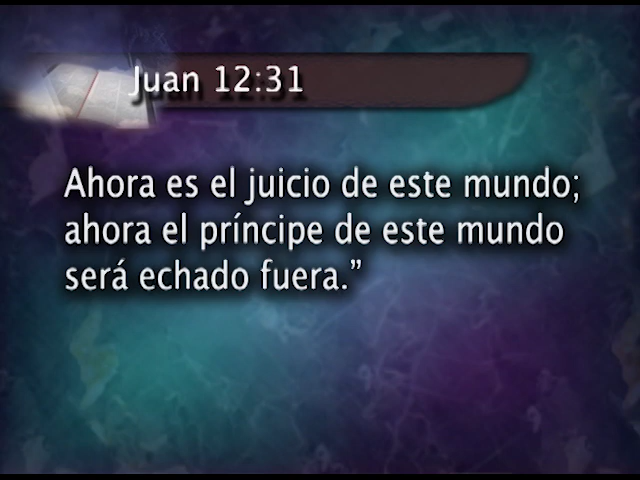 Juan 12:31
Ahora es el juicio de este mundo;
ahora el príncipe de este mundo
será echado fuera.”